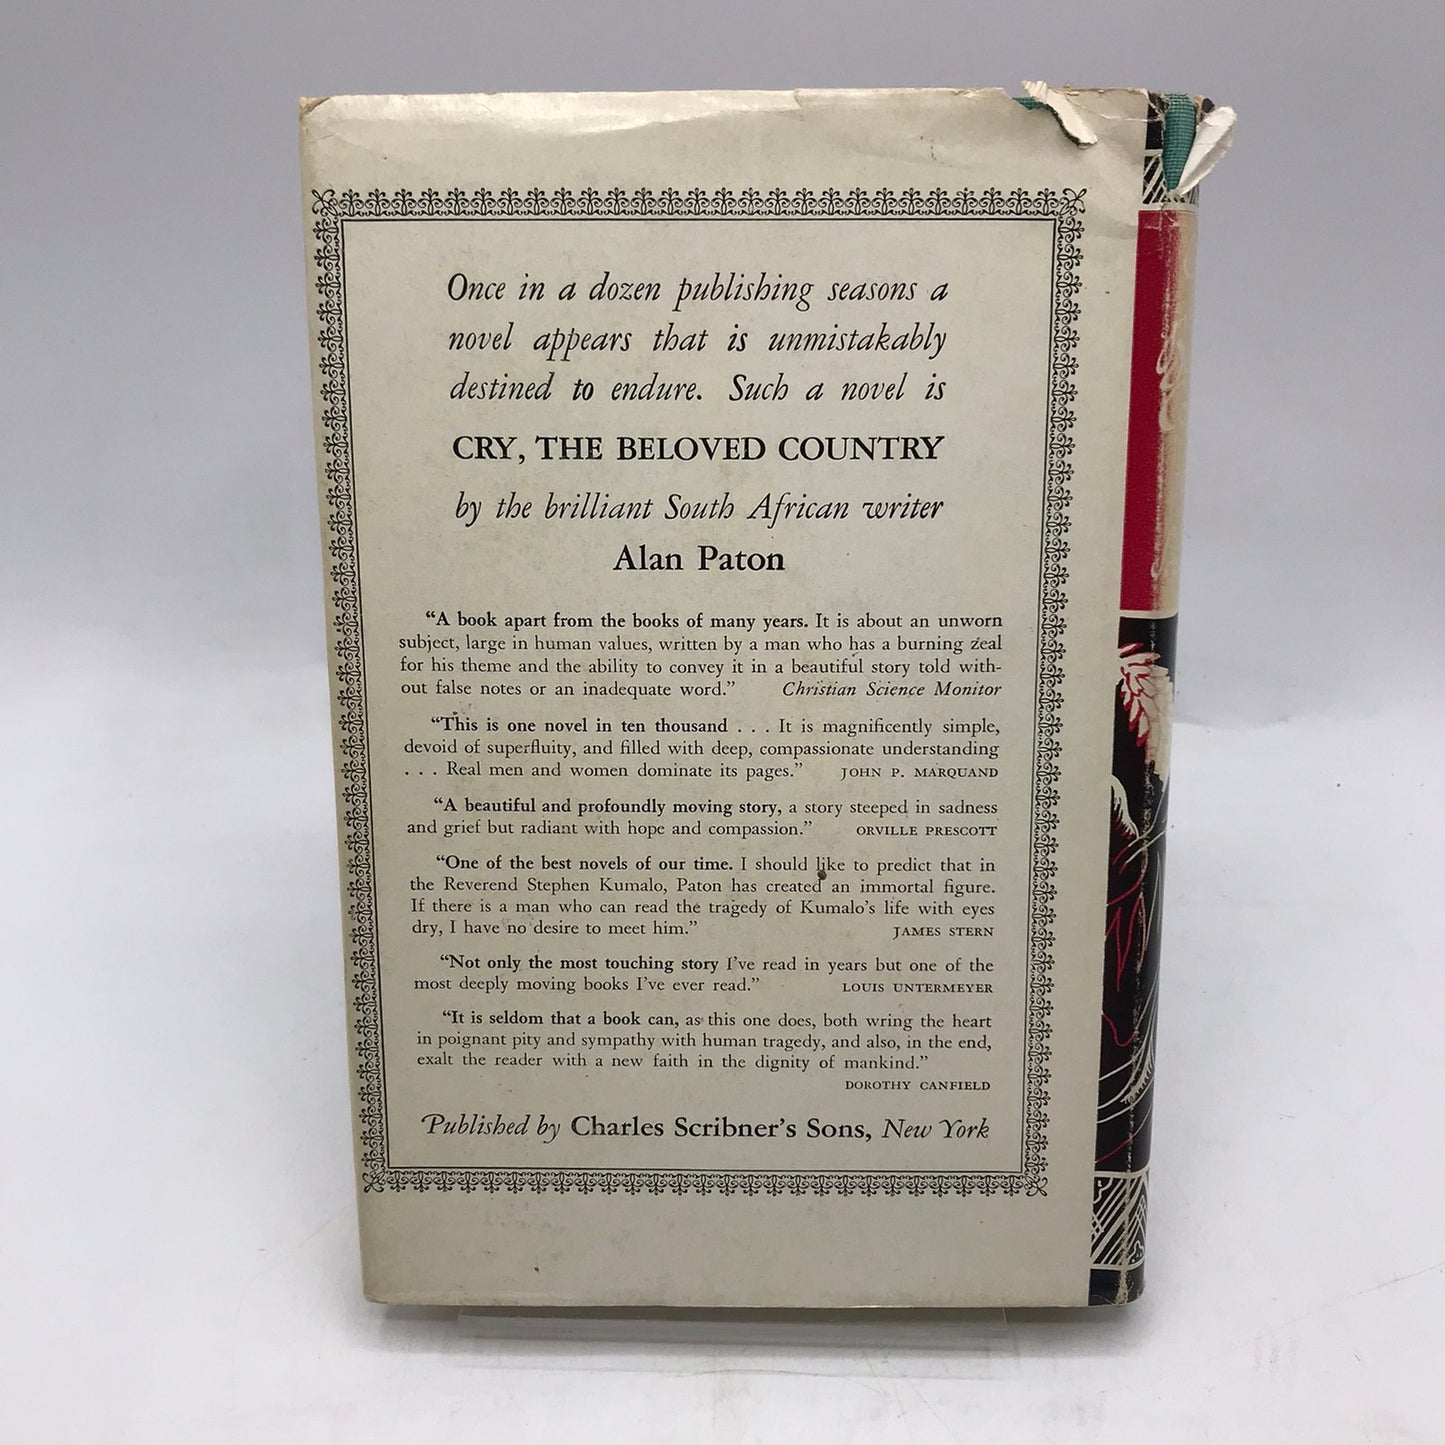 Once in a dozen publishing seasons a
novel appears that is unmistakably
destined to endure. Such a novel is
CRY, THE BELOVED COUNTRY
by the brilliant South African writer
Alan Paton
“A book apart from the books of many years. It is about an unworn
subject, large in human values, written by a man who has a burning zeal
for his theme and the ability to convey it in a beautiful story told with-
out false notes or an inadequate word.” Christian Science Monitor
“This is one novel in ten thousand . . . It is magnificently simple,
devoid of superfluity, and filled with deep, compassionate understanding
. . . Real men and women dominate its pages.” JOHN P. MARQUAND
“A beautiful and profoundly moving story, a story steeped in sadness
and grief but radiant with hope and compassion.” ORVILLE PRESCOTT
“One of the best novels of our time. I should like to predict that in
the Reverend Stephen Kumalo, Paton has created an immortal figure.
If there is a man who can read the tragedy of Kumalo’s life with eyes
dry, I have no desire to meet him.” JAMES STERN
“Not only the most touching story I’ve read in years but one of the
most deeply moving books I’ve ever read.” LOUIS UNTERMEYER
“It is seldom that a book can, as this one does, both wring the heart
in poignant pity and sympathy with human tragedy, and also, in the end,
exalt the reader with a new faith in the dignity of mankind.”
DOROTHY CANFIELD
Published by Charles Scribner’s Sons, New York